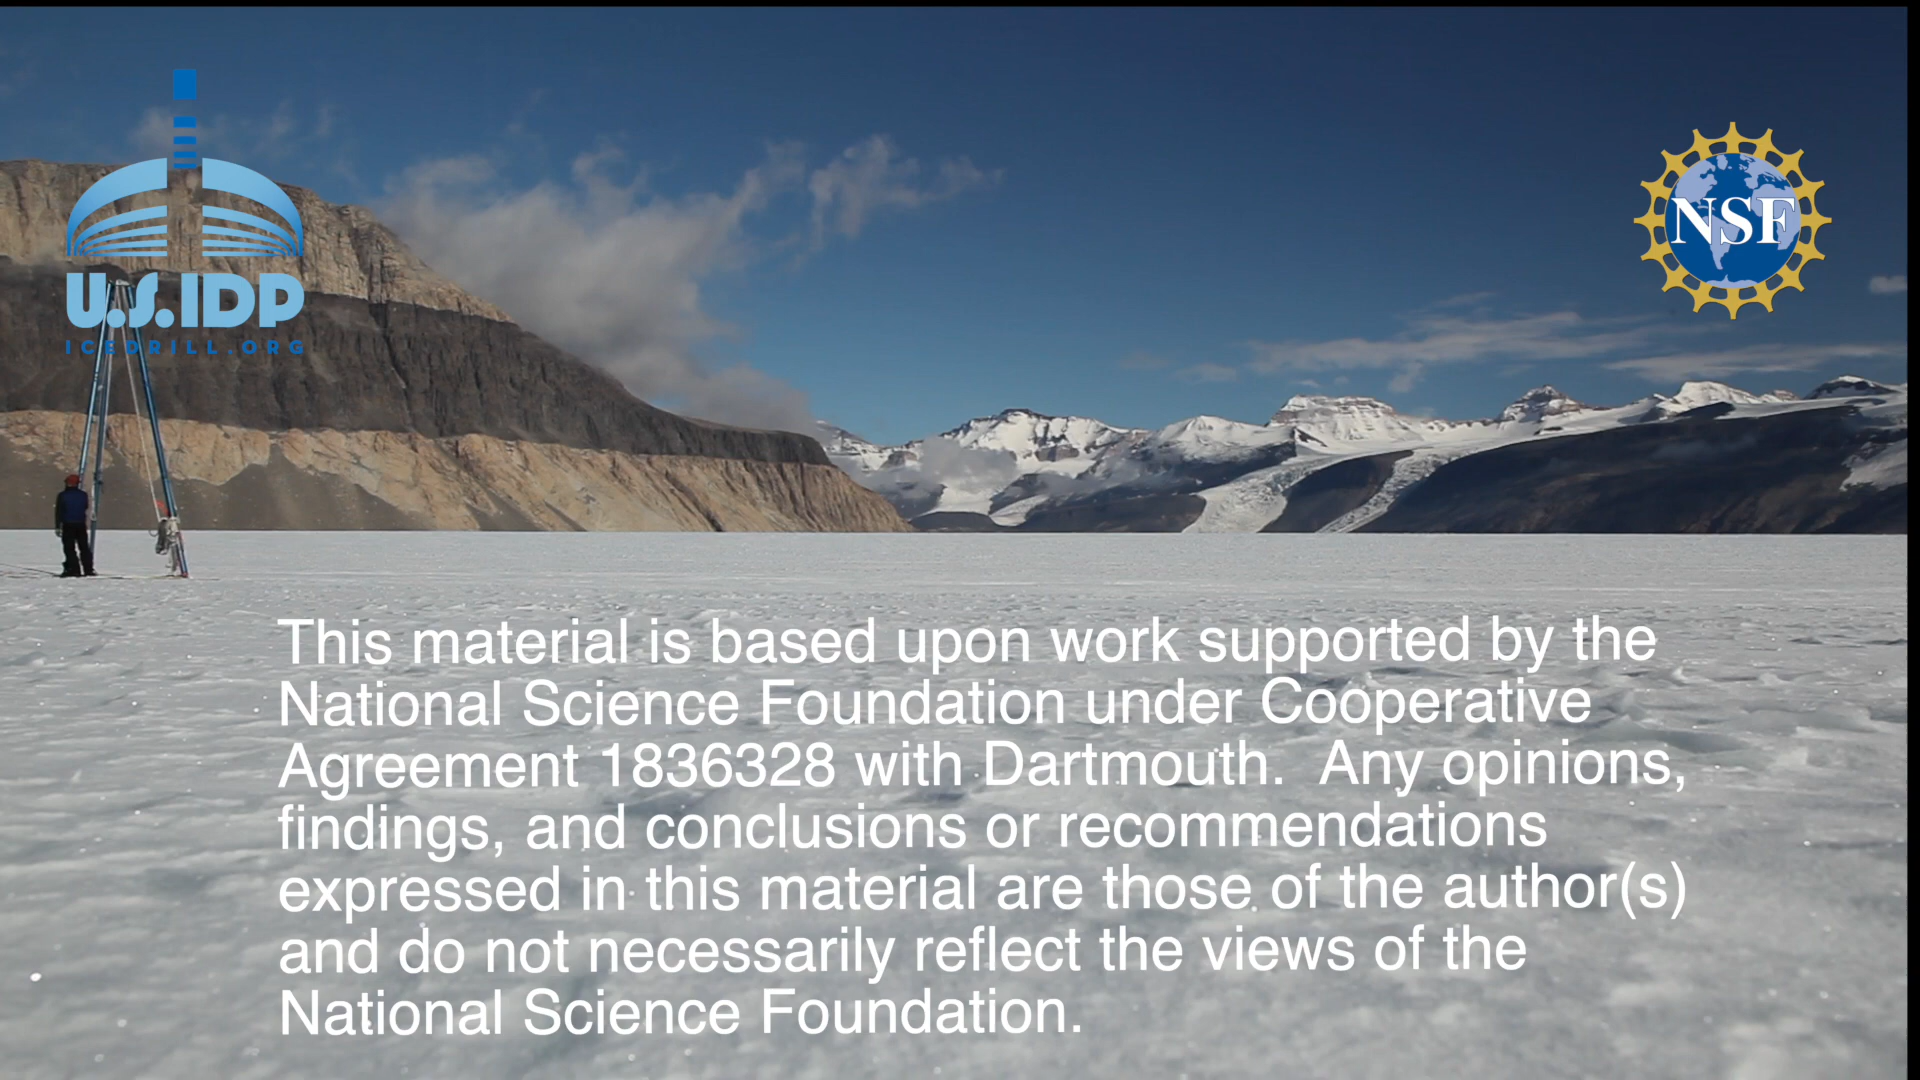 U.S. IDP
ICEDRILL.ORG
NSF
This material is based upon work supported by the
National Science Foundation under Cooperative
Agreement 1836328 with Dartmouth.  Any opinions,
findings, and conclusions or recommendations
expressed in this material are those of the author(s)
and do not necessarily reflect the views of the
National Science Foundation.